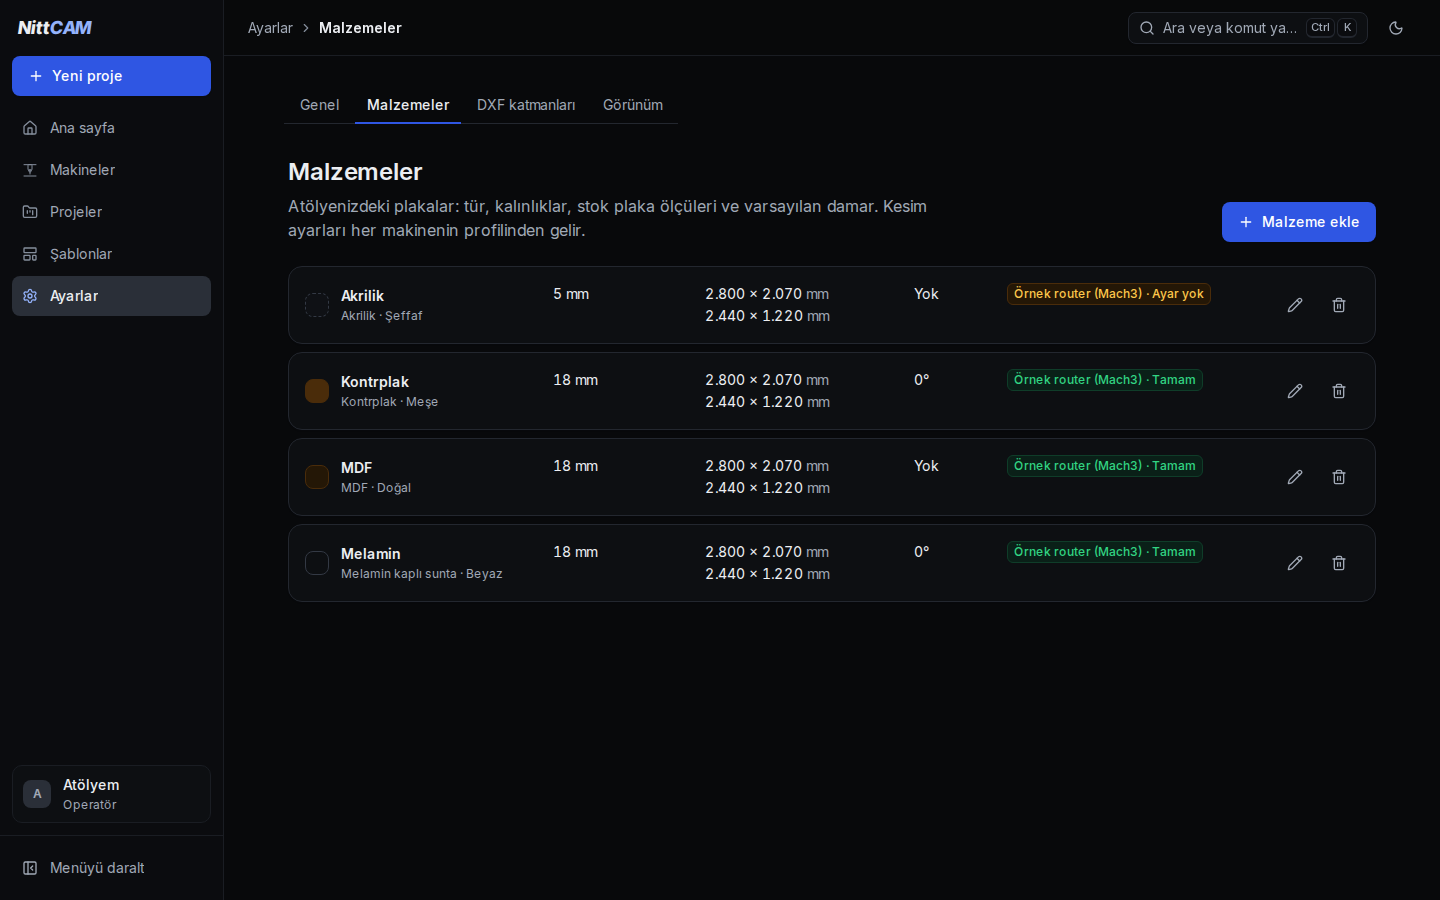 NittCAM
Yeni proje
Ana sayfa
Makineler
Projeler
Şablonlar
Ayarlar
A
Atölyem
Operatör
Menüyü daralt
Ayarlar > Malzemeler
Ara veya komut ya… Ctrl K
Genel Malzemeler DXF katmanları Görünüm
Malzemeler
Atölyenizdeki plakalar: tür, kalınlıklar, stok plaka ölçüleri ve varsayılan damar. Kesim
ayarları her makinenin profilinden gelir.
Malzeme ekle
Akrilik
Akrilik · Şeffaf
5 mm
2.800 × 2.070 mm
2.440 × 1.220 mm
Yok
Örnek router (Mach3) · Ayar yok
Kontrplak
Kontrplak · Meşe
18 mm
2.800 × 2.070 mm
2.440 × 1.220 mm
0°
Örnek router (Mach3) · Tamam
MDF
MDF · Doğal
18 mm
2.800 × 2.070 mm
2.440 × 1.220 mm
Yok
Örnek router (Mach3) · Tamam
Melamin
Melamin kaplı sunta · Beyaz
18 mm
2.800 × 2.070 mm
2.440 × 1.220 mm
0°
Örnek router (Mach3) · Tamam